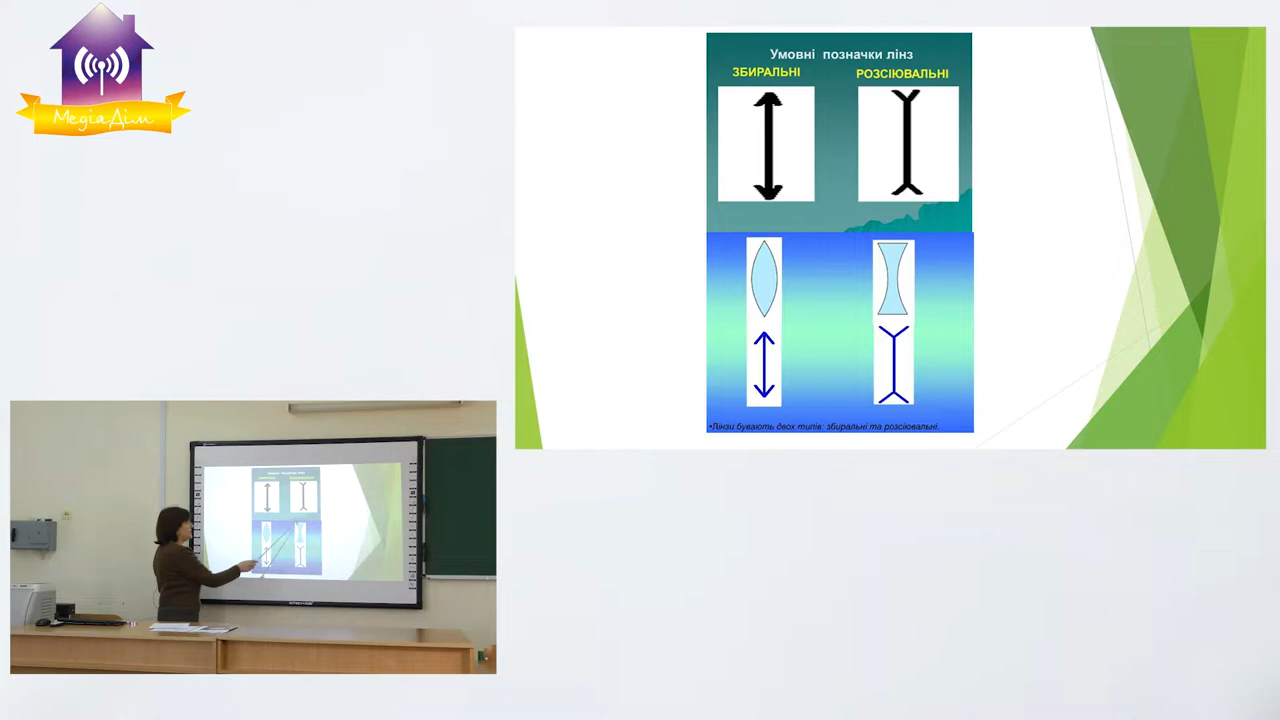 МедіаДім
Умовні позначки лінз
ЗБИРАЛЬНІ
РОЗСІЮВАЛЬНІ
•Лінзи бувають двох типів: збиральні та розсіювальні.